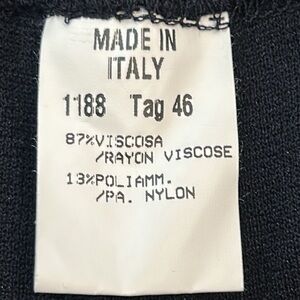 MADE IN
ITALY
1188 Tag 46
87%VISCOSA
/RAYON VISCOSE
13%POLIAMM.
/PA. NYLON